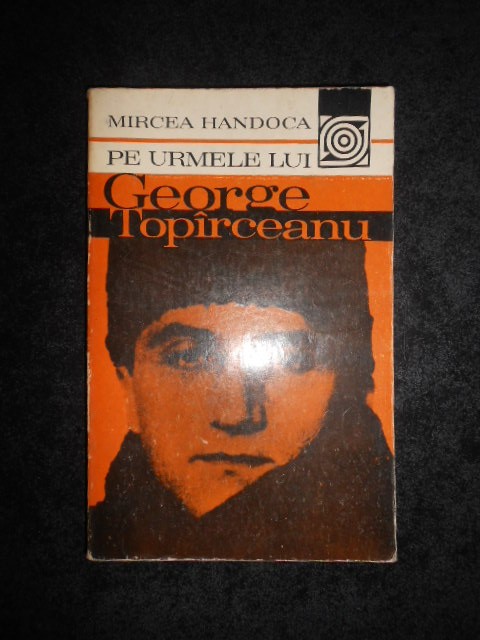 MIRCEA HANDOCA
PE URMELE LUI
George
Topîrceanu